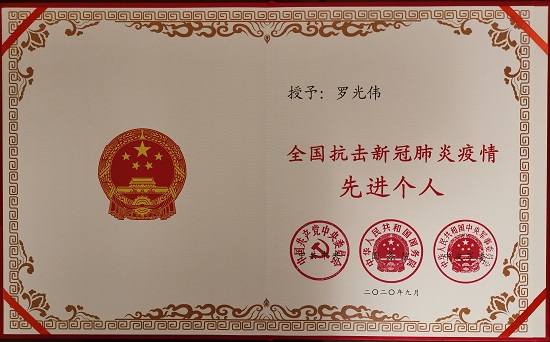 授予：罗光伟
全国抗击新冠肺炎疫情
先进个人
中国共产党中央委员会
中华人民共和国国务院
中华人民共和国中央军事委员会
二〇二〇年九月